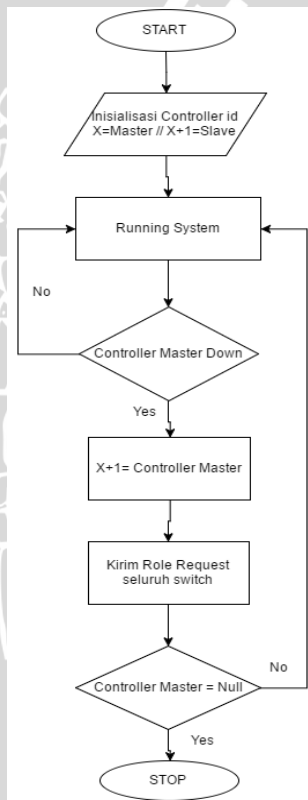 START
Inisialisasi Controller id
X=Master // X+1=Slave
Running System
No
Controller Master Down
Yes
X+1= Controller Master
Kirim Role Request
seluruh switch
No
Controller Master = Null
Yes
STOP